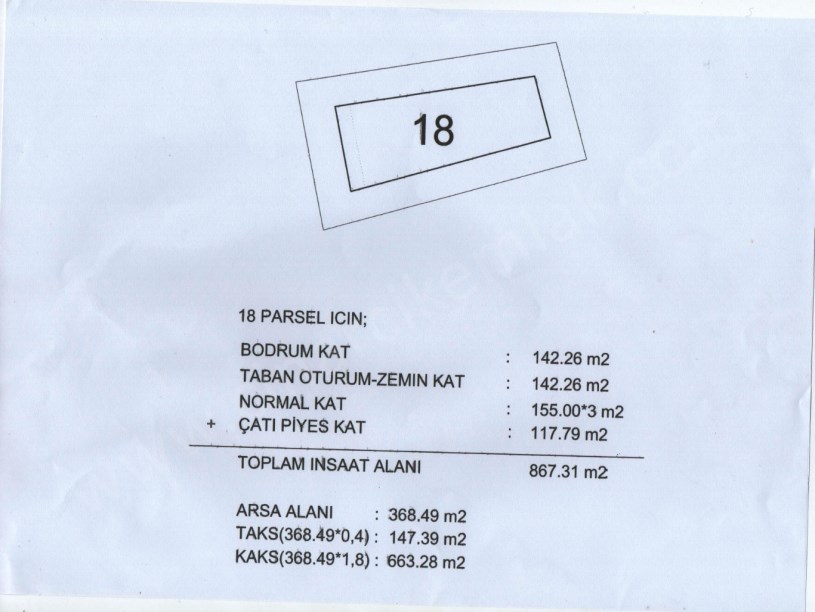 18
18 PARSEL ICIN;
BODRUM KAT : 142.26 m2
TABAN OTURUM-ZEMIN KAT : 142.26 m2
NORMAL KAT : 155.00*3 m2
+ ÇATI PİYES KAT : 117.79 m2
TOPLAM INSAAT ALANI 867.31 m2
ARSA ALANI : 368.49 m2
TAKS(368.49*0,4) : 147.39 m2
KAKS(368.49*1,8) : 663.28 m2